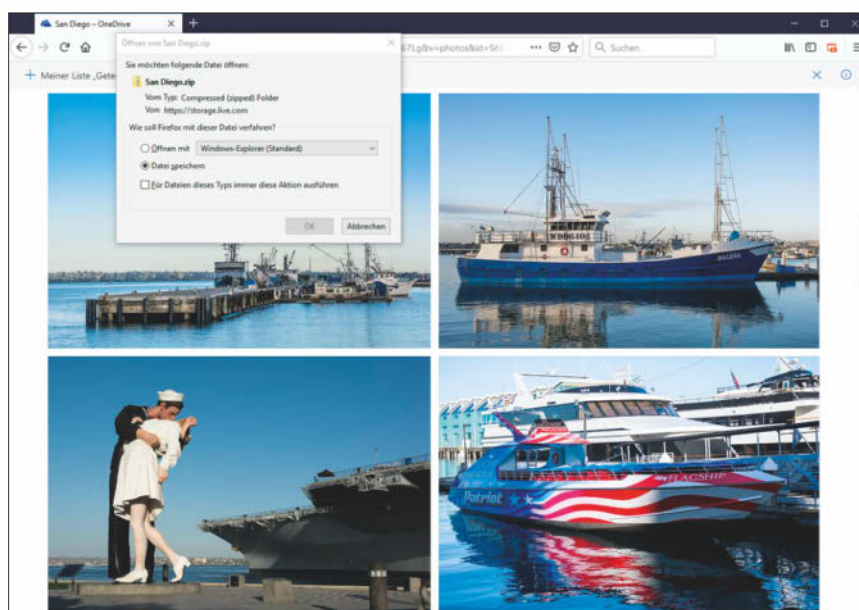 San Diego – OneDrive
Öffnen von San Diego.zip
Suchen
Sie möchten folgende Datei öffnen:
San Diego.zip
Vom Typ: Compressed (zipped) Folder
Von: https://storage.live.com
Wie soll Firefox mit dieser Datei verfahren?
Öffnen mit
Windows-Explorer (Standard)
Datei speichern
Für Dateien dieses Typs immer diese Aktion ausführen
OK
Abbrechen
+ Meiner Liste
FLAGSHIP
Patriot